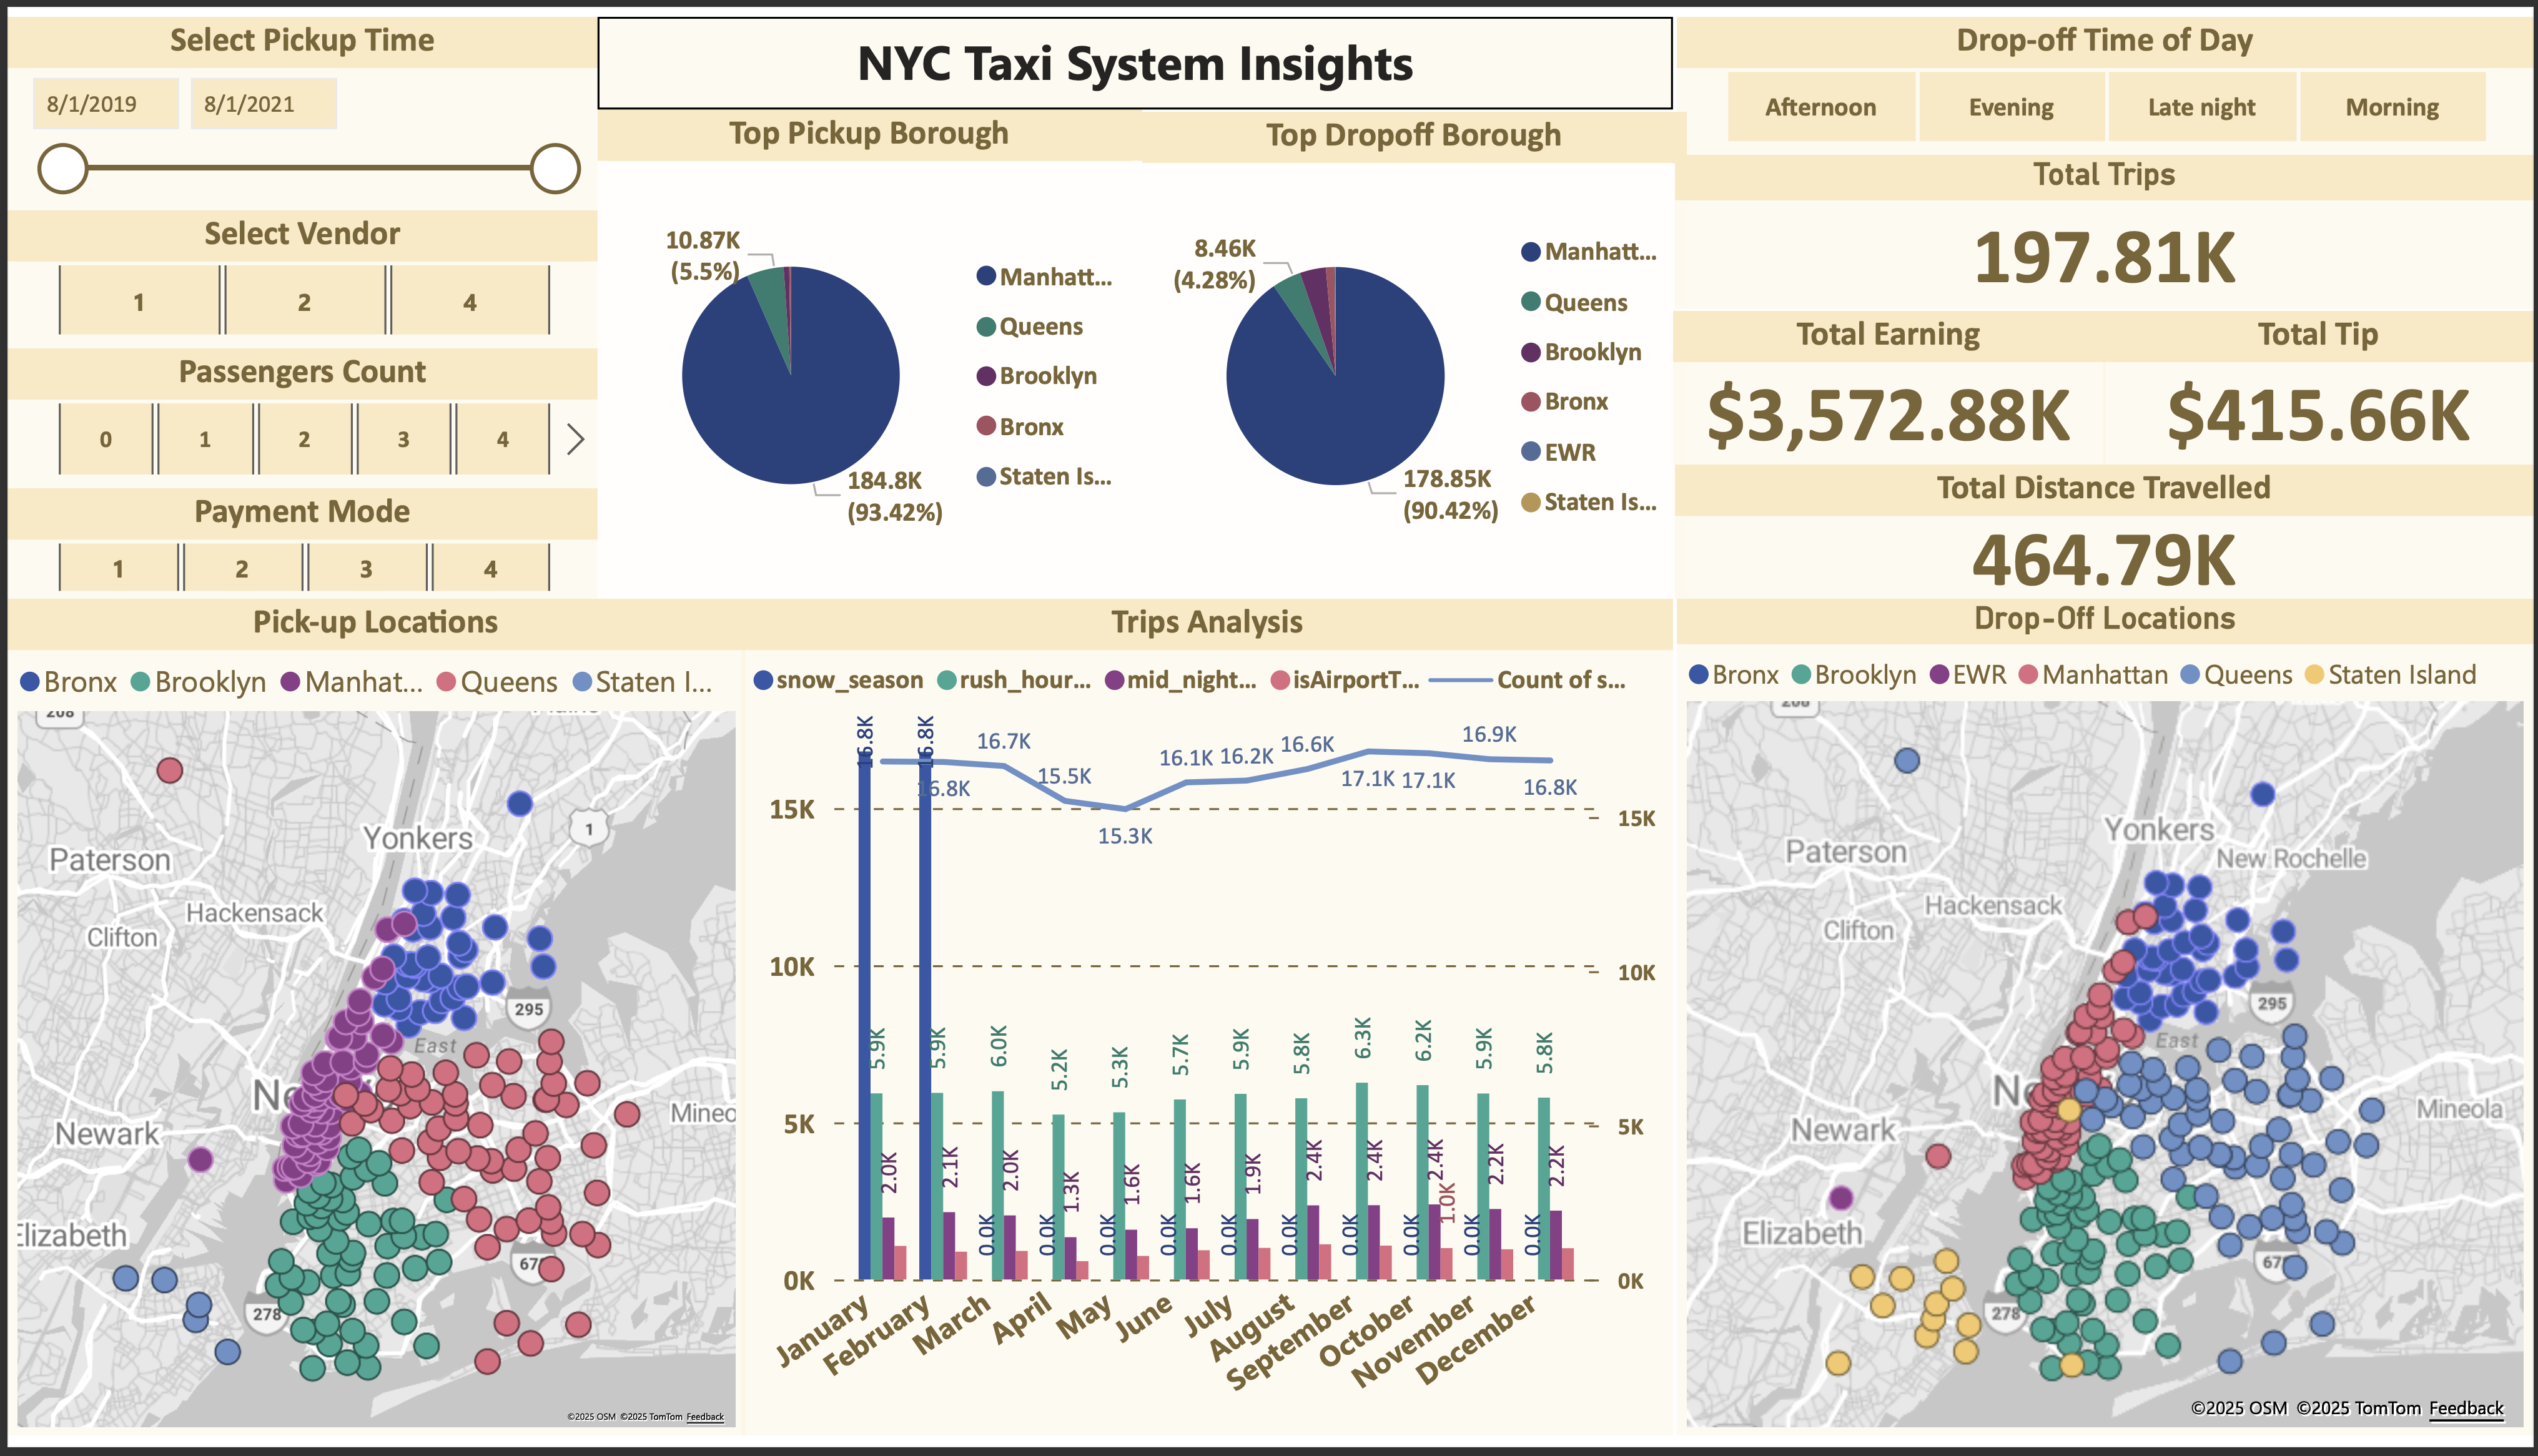 Select Pickup Time
8/1/2019
8/1/2021
Select Vendor
1 2 4
Passengers Count
0 1 2 3 4
Payment Mode
1 2 3 4
NYC Taxi System Insights
Top Pickup Borough
10.87K
(5.5%)
184.8K
(93.42%)
Manhatt...
Queens
Brooklyn
Bronx
Staten Is...
Top Dropoff Borough
8.46K
(4.28%)
178.85K
(90.42%)
Manhatt...
Queens
Brooklyn
Bronx
EWR
Staten Is...
Drop-off Time of Day
Afternoon Evening Late night Morning
Total Trips
197.81K
Total Earning
$3,572.88K
Total Tip
$415.66K
Total Distance Travelled
464.79K
Pick-up Locations
Bronx Brooklyn Manhat... Queens Staten I...
208
1
Yonkers
Paterson
Hackensack
Clifton
295
East
Newark
Mineo
Elizabeth
67
278
©2025 OSM ©2025 TomTom Feedback
Trips Analysis
snow_season rush_hour... mid_night... isAirportT... Count of s...
16.8K
16.8K
16.8K
16.7K
15.5K
15.3K
16.1K
16.2K
16.6K
17.1K
17.1K
16.9K
16.8K
15K
10K
5K
0K
15K
10K
5K
0K
5.9K
5.9K
6.0K
5.2K
5.3K
5.7K
5.9K
5.8K
6.3K
6.2K
5.9K
5.8K
2.0K
2.1K
2.0K
1.3K
1.6K
1.6K
1.9K
2.4K
2.4K
2.4K
2.2K
2.2K
0.0K
0.0K
0.0K
0.0K
0.0K
0.0K
0.0K
0.0K
0.0K
0.0K
1.0K
January
February
March
April
May
June
July
August
September
October
November
December
Drop-Off Locations
Bronx Brooklyn EWR Manhattan Queens Staten Island
208
Yonkers
New Rochelle
Paterson
Hackensack
Clifton
295
East
Newark
Mineola
Elizabeth
67
278
©2025 OSM ©2025 TomTom Feedback